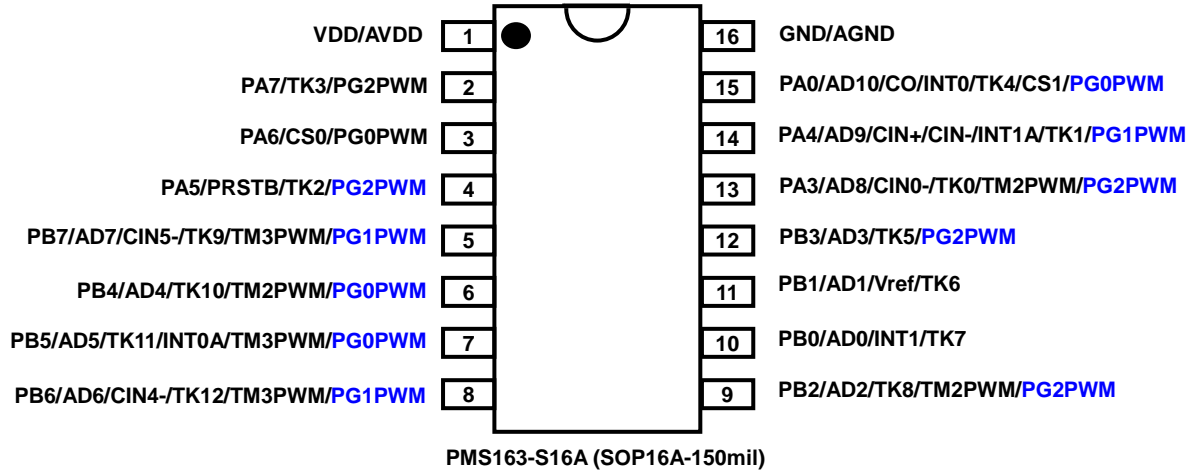 VDD/AVDD 1 16 GND/AGND
PA7/TK3/PG2PWM 2 15 PA0/AD10/CO/INT0/TK4/CS1/PG0PWM
PA6/CS0/PG0PWM 3 14 PA4/AD9/CIN+/CIN-/INT1A/TK1/PG1PWM
PA5/PRSTB/TK2/PG2PWM 4 13 PA3/AD8/CIN0-/TK0/TM2PWM/PG2PWM
PB7/AD7/CIN5-/TK9/TM3PWM/PG1PWM 5 12 PB3/AD3/TK5/PG2PWM
PB4/AD4/TK10/TM2PWM/PG0PWM 6 11 PB1/AD1/Vref/TK6
PB5/AD5/TK11/INT0A/TM3PWM/PG0PWM 7 10 PB0/AD0/INT1/TK7
PB6/AD6/CIN4-/TK12/TM3PWM/PG1PWM 8 9 PB2/AD2/TK8/TM2PWM/PG2PWM
PMS163-S16A (SOP16A-150mil)